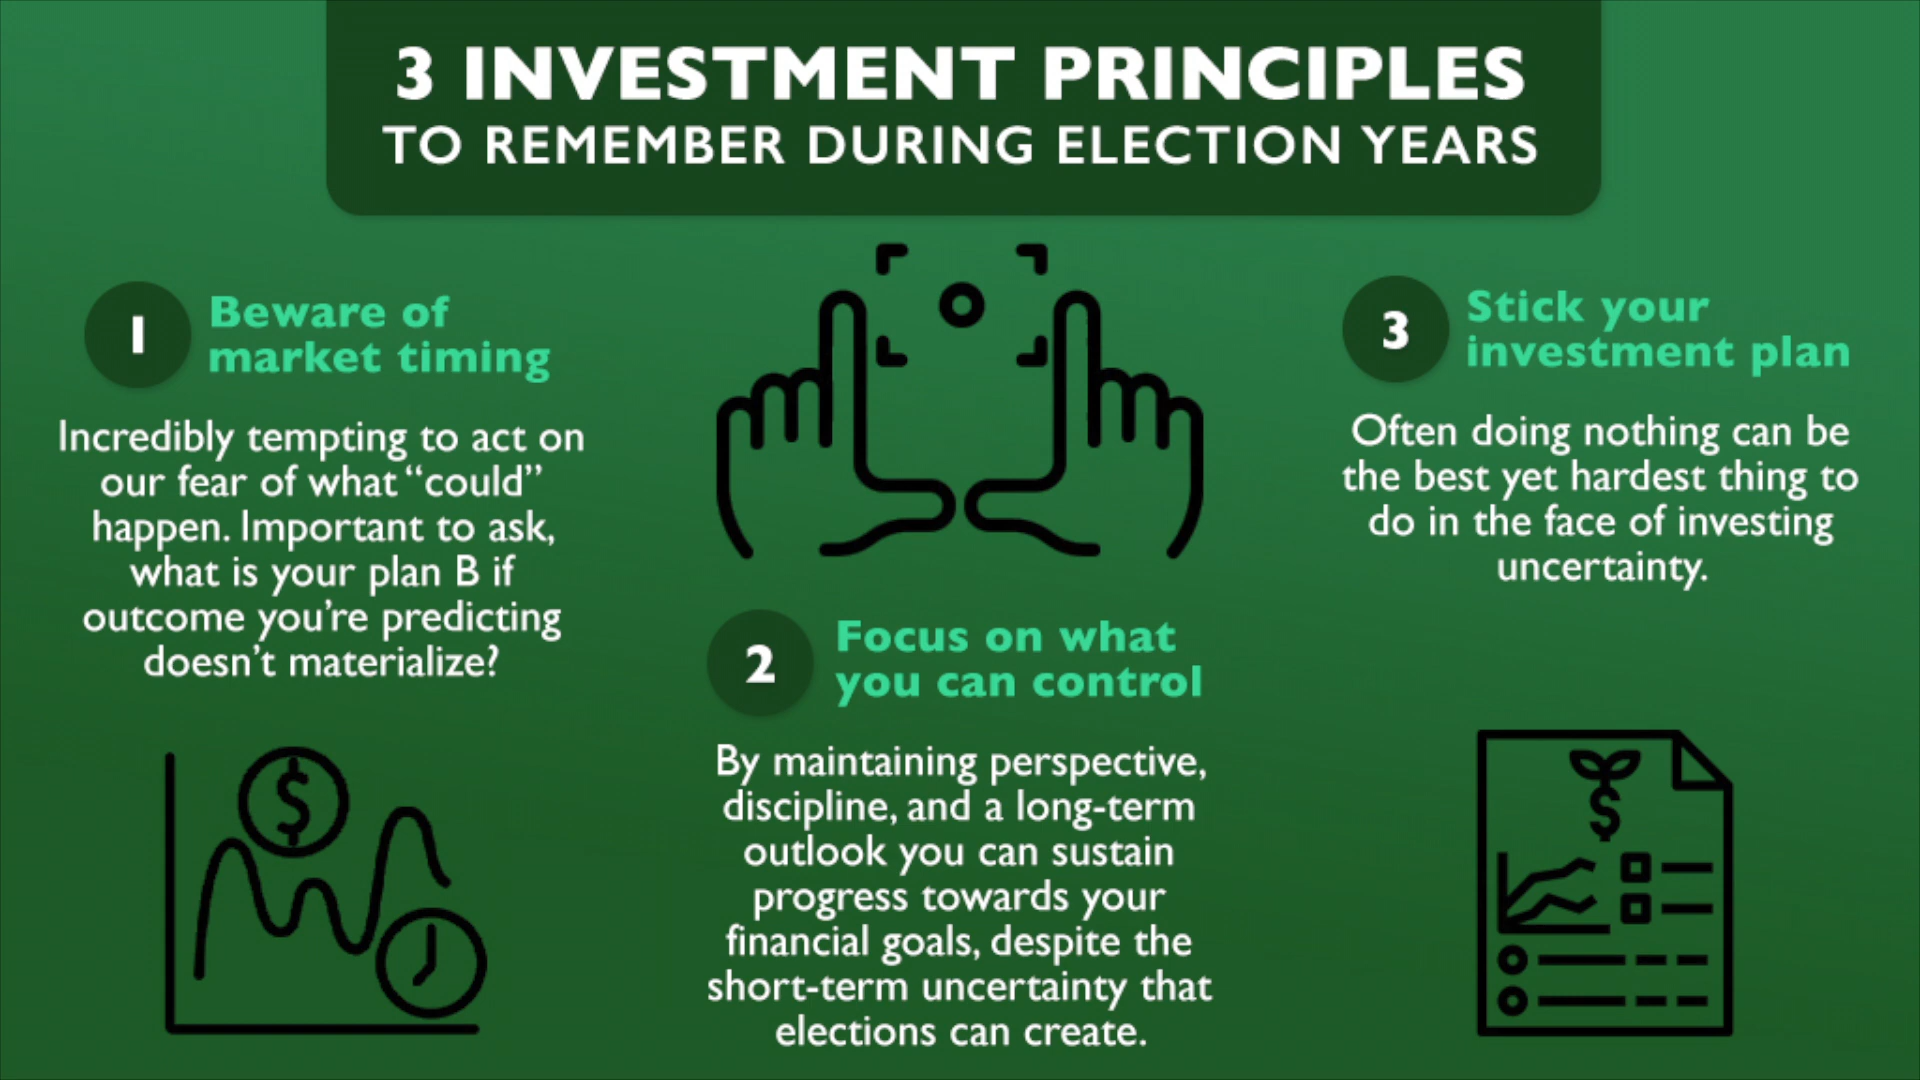 3 INVESTMENT PRINCIPLES
TO REMEMBER DURING ELECTION YEARS
1
Beware of
market timing
Incredibly tempting to act on
our fear of what “could”
happen. Important to ask,
what is your plan B if
outcome you’re predicting
doesn’t materialize?
$
2
Focus on what
you can control
By maintaining perspective,
discipline, and a long-term
outlook you can sustain
progress towards your
financial goals, despite the
short-term uncertainty that
elections can create.
3
Stick your
investment plan
Often doing nothing can be
the best yet hardest thing to
do in the face of investing
uncertainty.
$